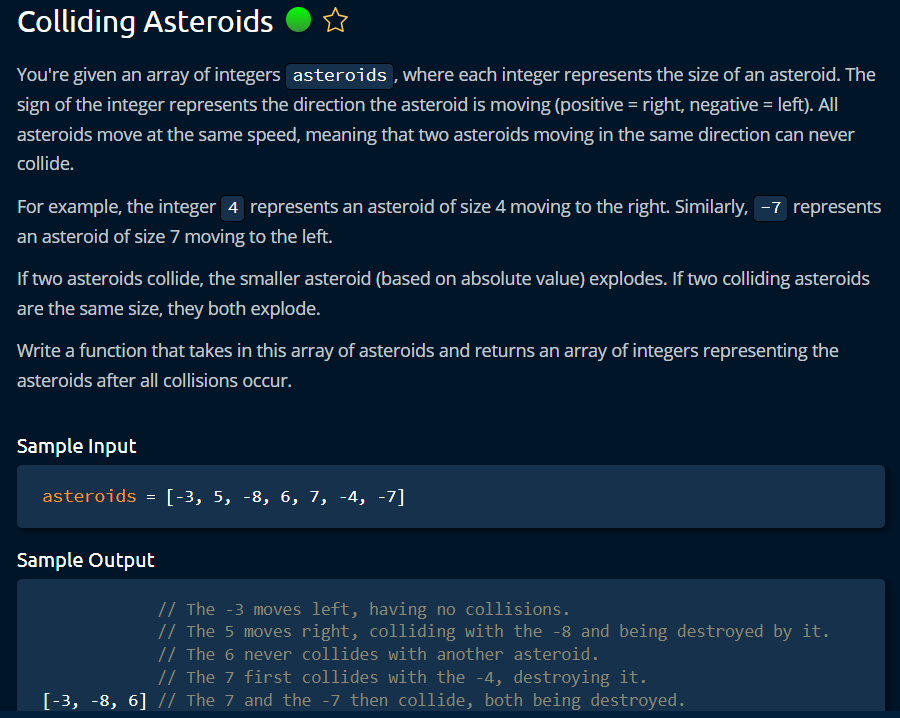 Colliding Asteroids
You're given an array of integers asteroids, where each integer represents the size of an asteroid. The
sign of the integer represents the direction the asteroid is moving (positive = right, negative = left). All
asteroids move at the same speed, meaning that two asteroids moving in the same direction can never
collide.
For example, the integer 4 represents an asteroid of size 4 moving to the right. Similarly, -7 represents
an asteroid of size 7 moving to the left.
If two asteroids collide, the smaller asteroid (based on absolute value) explodes. If two colliding asteroids
are the same size, they both explode.
Write a function that takes in this array of asteroids and returns an array of integers representing the
asteroids after all collisions occur.
Sample Input
asteroids = [-3, 5, -8, 6, 7, -4, -7]
Sample Output
// The -3 moves left, having no collisions.
// The 5 moves right, colliding with the -8 and being destroyed by it.
// The 6 never collides with another asteroid.
// The 7 first collides with the -4, destroying it.
[-3, -8, 6] // The 7 and the -7 then collide, both being destroyed.